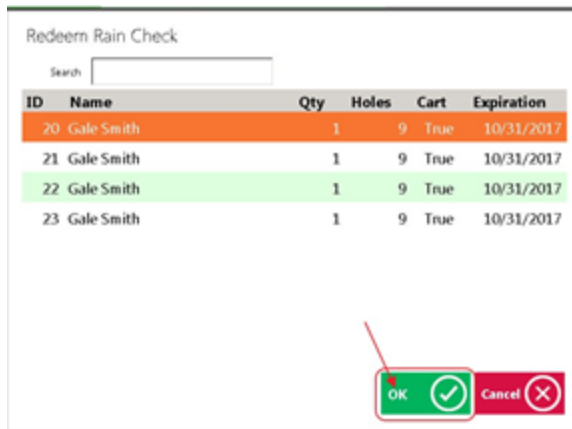 Redeem Rain Check
Search
ID Name Qty Holes Cart Expiration
20 Gale Smith 1 9 True 10/31/2017
21 Gale Smith 1 9 True 10/31/2017
22 Gale Smith 1 9 True 10/31/2017
23 Gale Smith 1 9 True 10/31/2017
OK Cancel